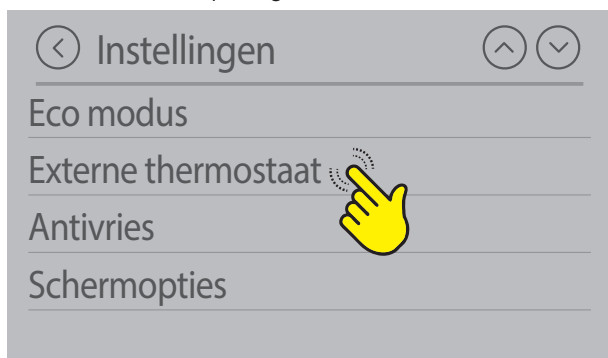 Instellingen
Eco modus
Externe thermostaat
Antivries
Schermopties